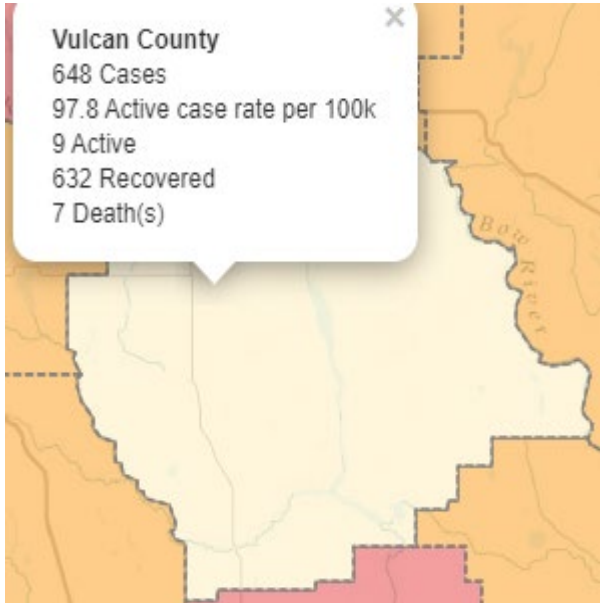 Vulcan County
×
648 Cases
97.8 Active case rate per 100k
9 Active
632 Recovered
7 Death(s)
Bow River